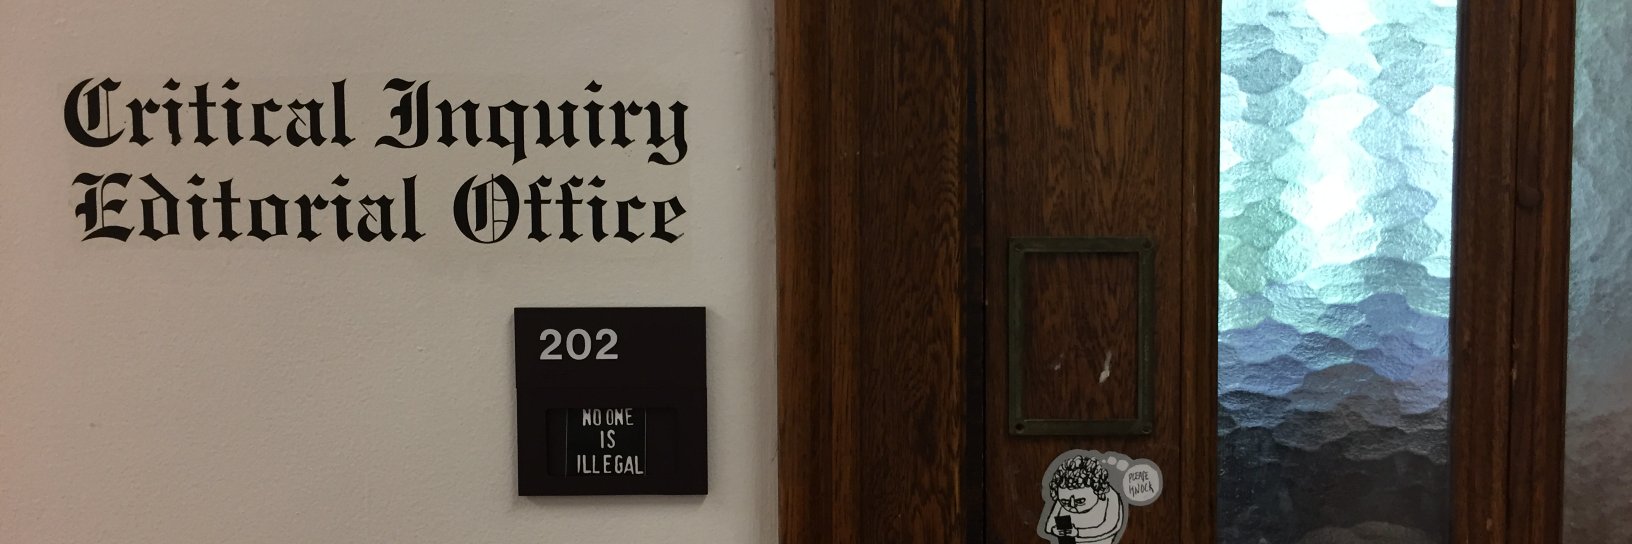 Critical Inquiry
Editorial Office
202
NO ONE
IS
ILLEGAL
PLEASE
KNOCK